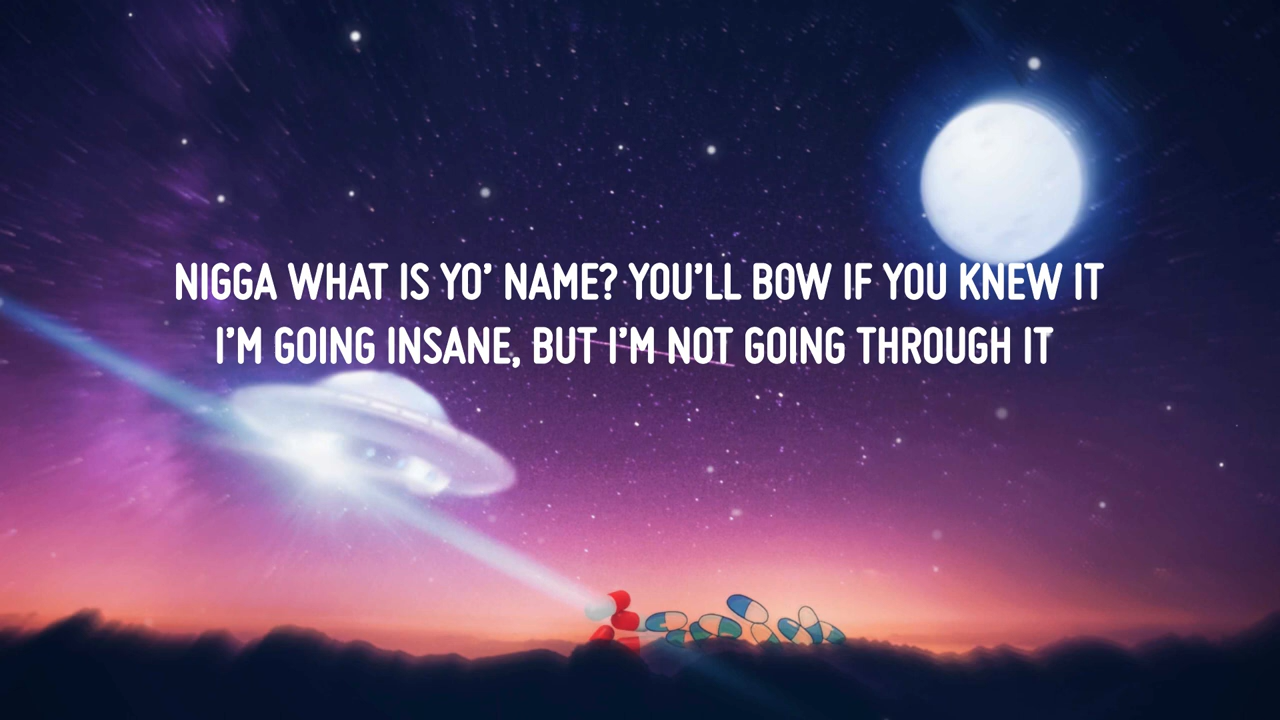 NIGGA WHAT IS YO' NAME? YOU'LL BOW IF YOU KNEW IT
I'M GOING INSANE, BUT I'M NOT GOING THROUGH IT